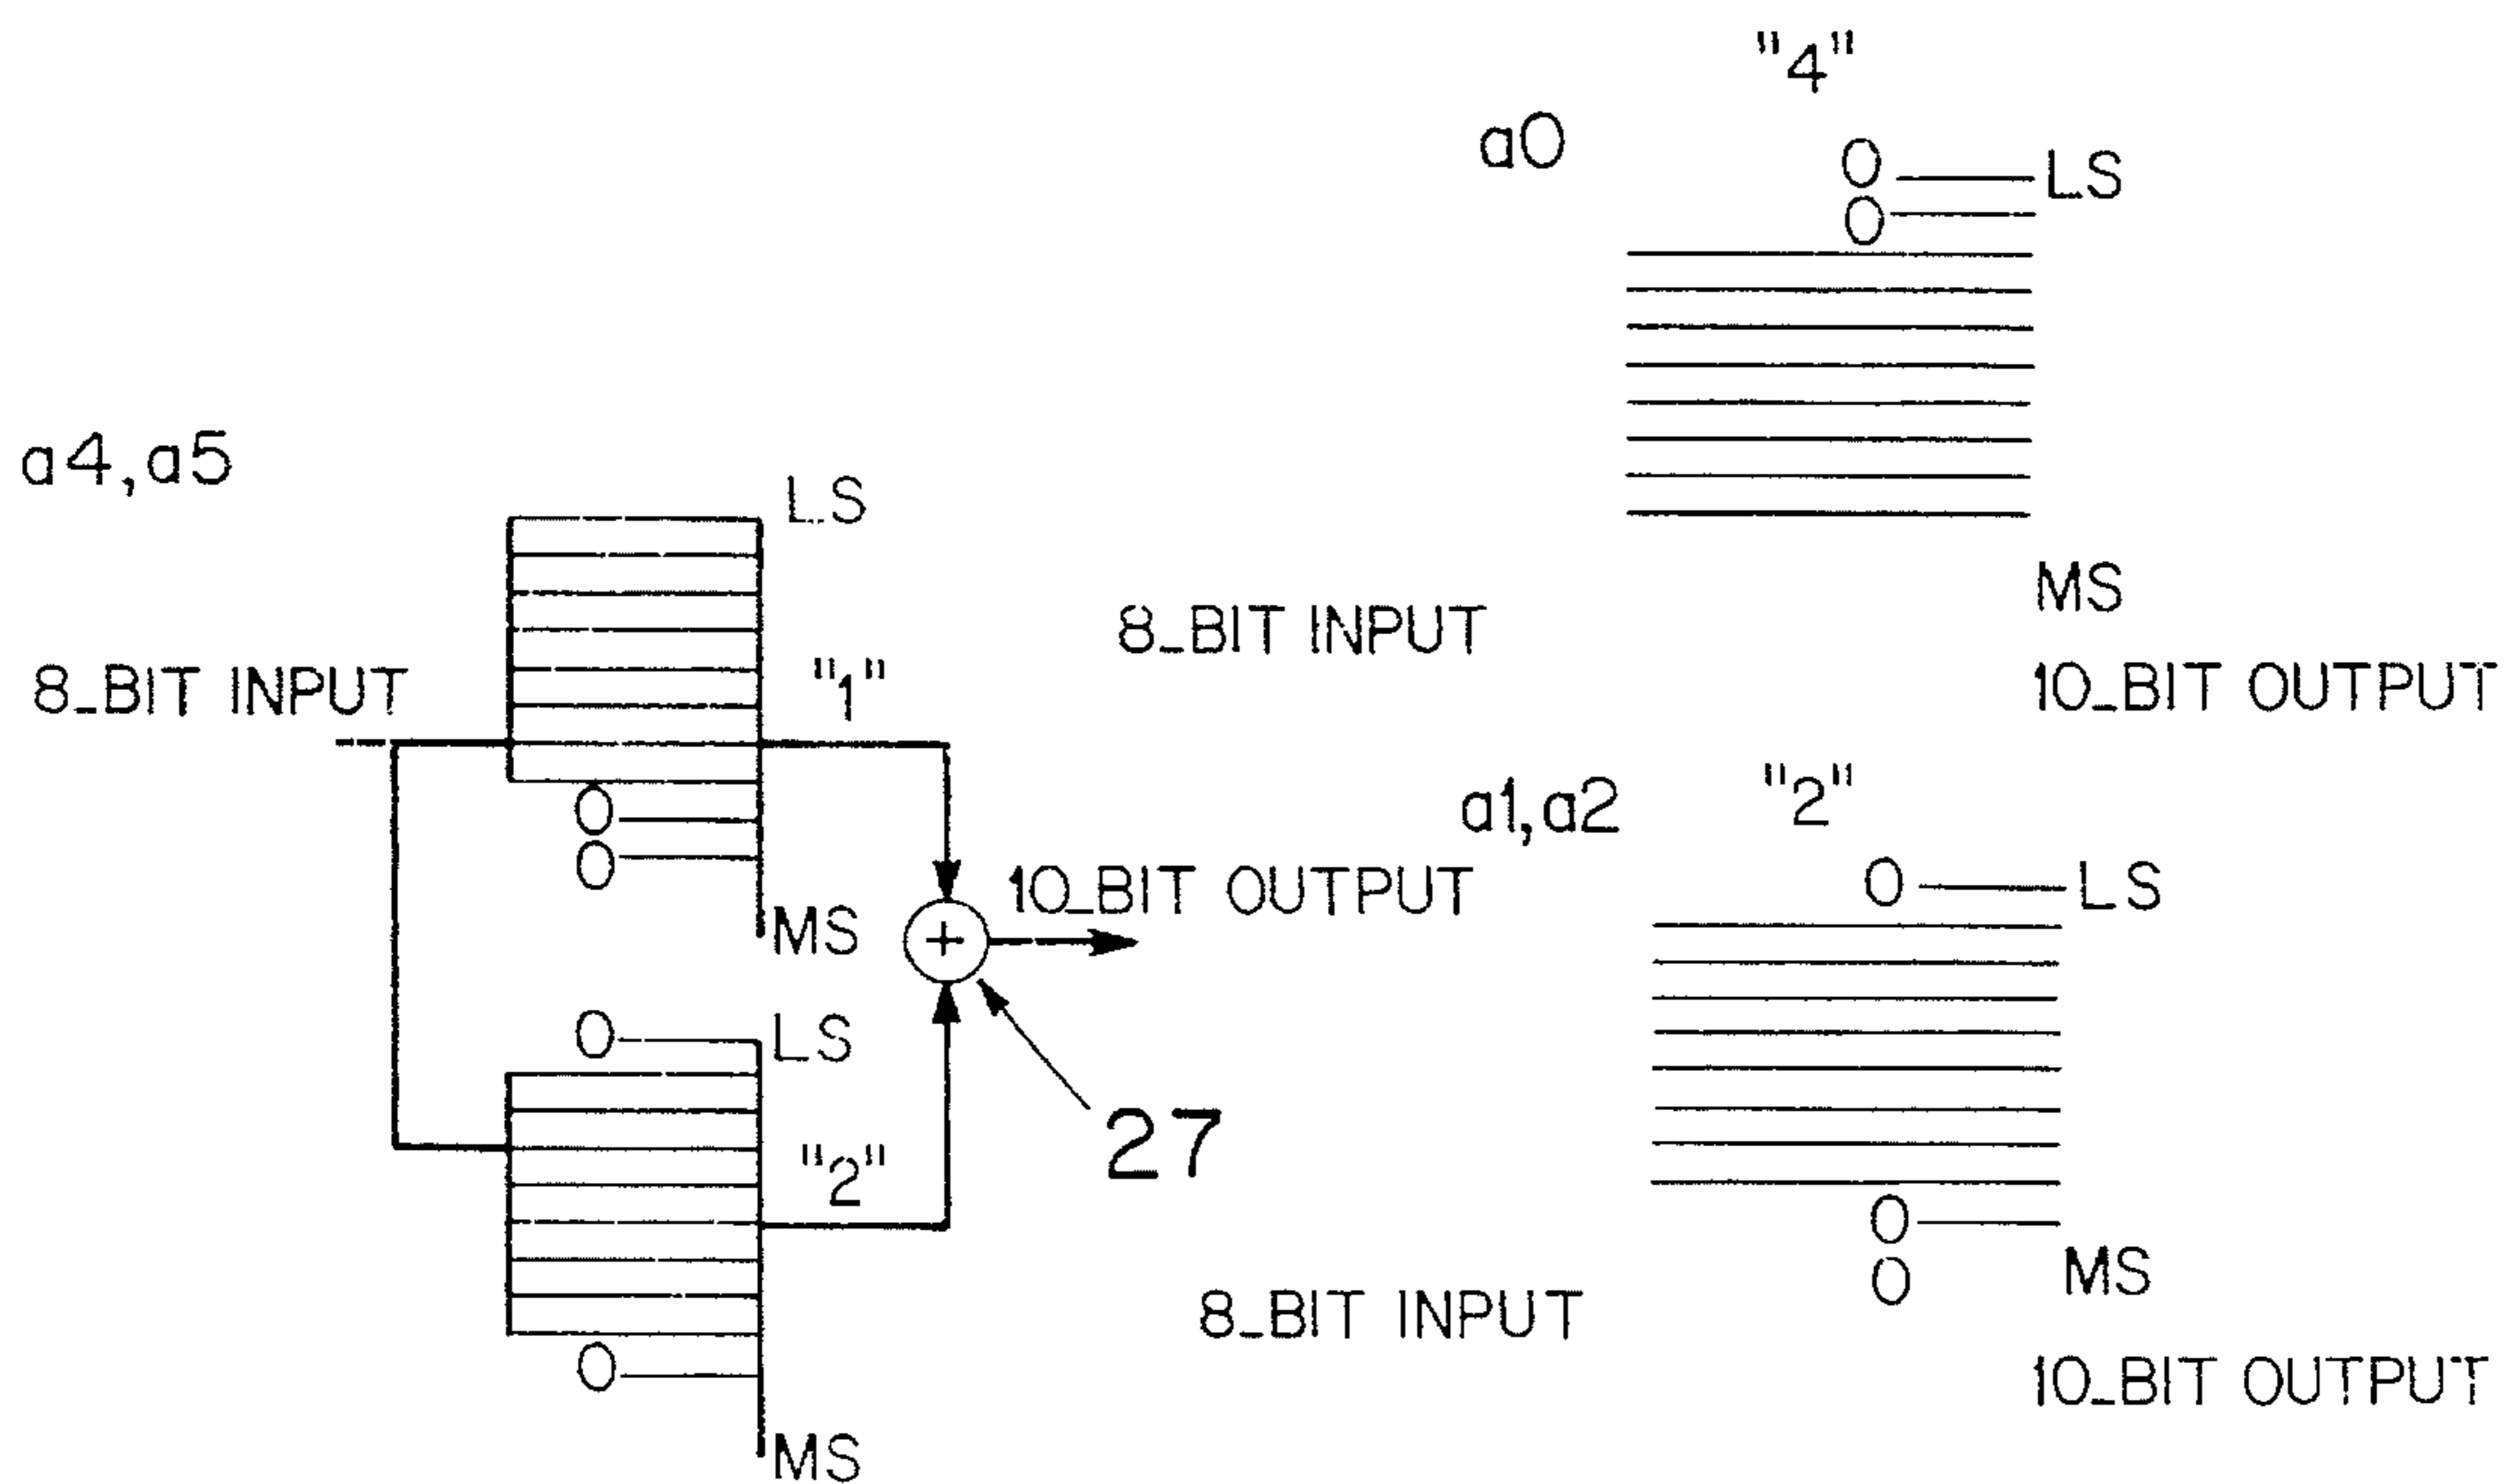 "4"
a0
0 LS
0
MS
8_BIT INPUT
10_BIT OUTPUT
a4,a5
LS
8_BIT INPUT
"1"
0
0
MS
10_BIT OUTPUT
+
0 LS
"2"
27
0
MS
a1,a2
"2"
0 LS
0
0
MS
8_BIT INPUT
10_BIT OUTPUT